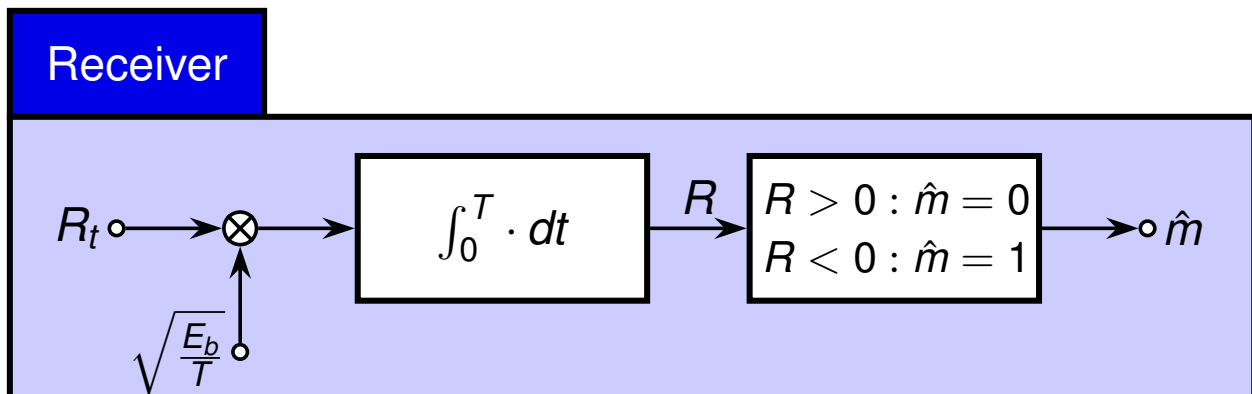 Receiver
R_t
∫_0^T · dt
R
R > 0 : m̂ = 0
R < 0 : m̂ = 1
m̂
√(E_b/T)